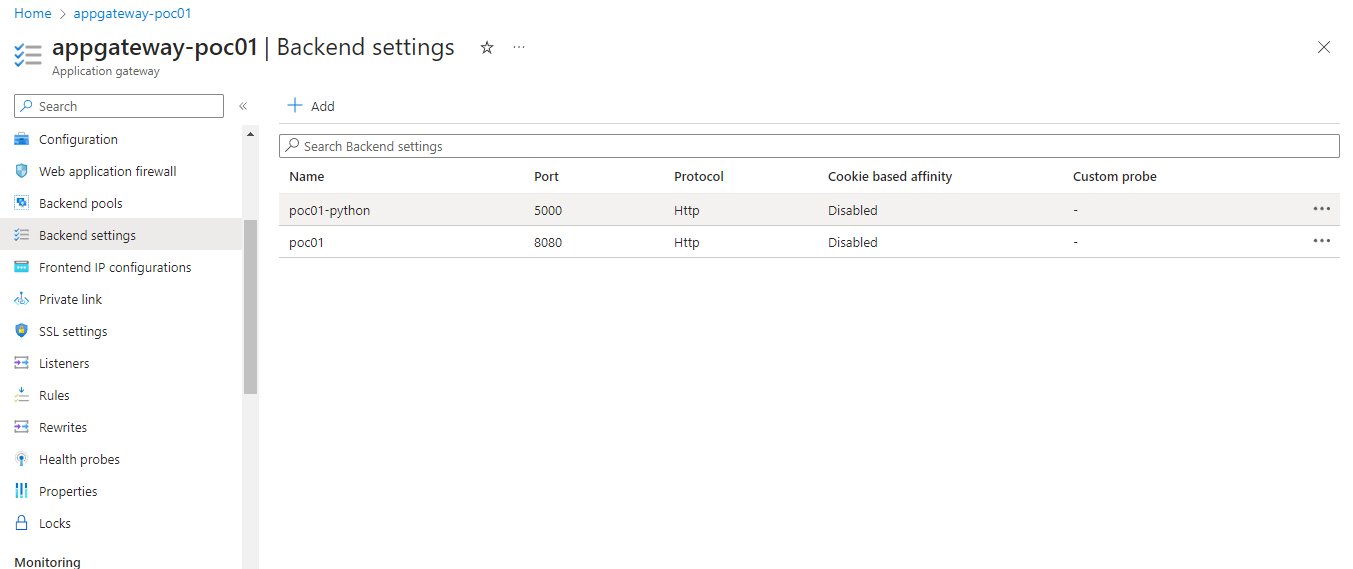 Home > appgateway-poc01
appgateway-poc01 | Backend settings ☆ ...
Application gateway
Search «
Configuration
Web application firewall
Backend pools
Backend settings
Frontend IP configurations
Private link
SSL settings
Listeners
Rules
Rewrites
Health probes
Properties
Locks
Monitoring
+ Add
Search Backend settings
Name Port Protocol Cookie based affinity Custom probe
poc01-python 5000 Http Disabled - ...
poc01 8080 Http Disabled - ...